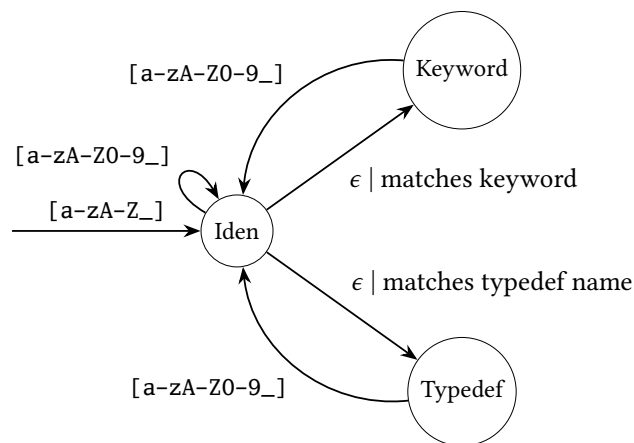 [a-zA-Z0-9_]
Keyword
[a-zA-Z0-9_]
ϵ | matches keyword
[a-zA-Z_]
Iden
ϵ | matches typedef name
[a-zA-Z0-9_]
Typedef